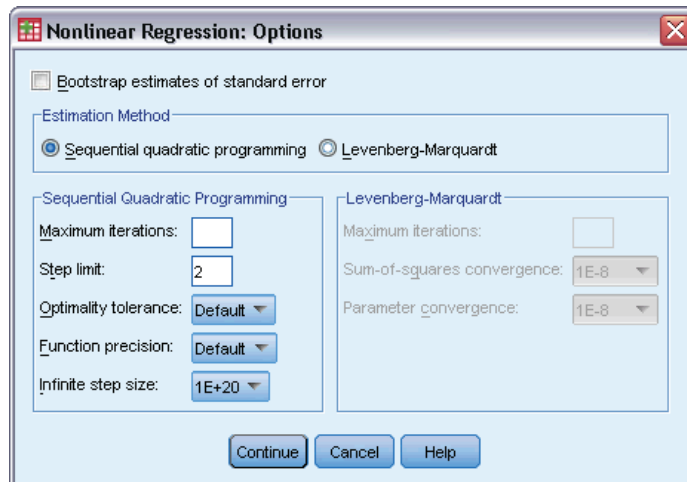 Nonlinear Regression: Options
Bootstrap estimates of standard error
Estimation Method
Sequential quadratic programming Levenberg-Marquardt
Sequential Quadratic Programming
Maximum iterations:
Step limit: 2
Optimality tolerance: Default
Function precision: Default
Infinite step size: 1E+20
Levenberg-Marquardt
Maximum iterations:
Sum-of-squares convergence: 1E-8
Parameter convergence: 1E-8
Continue Cancel Help